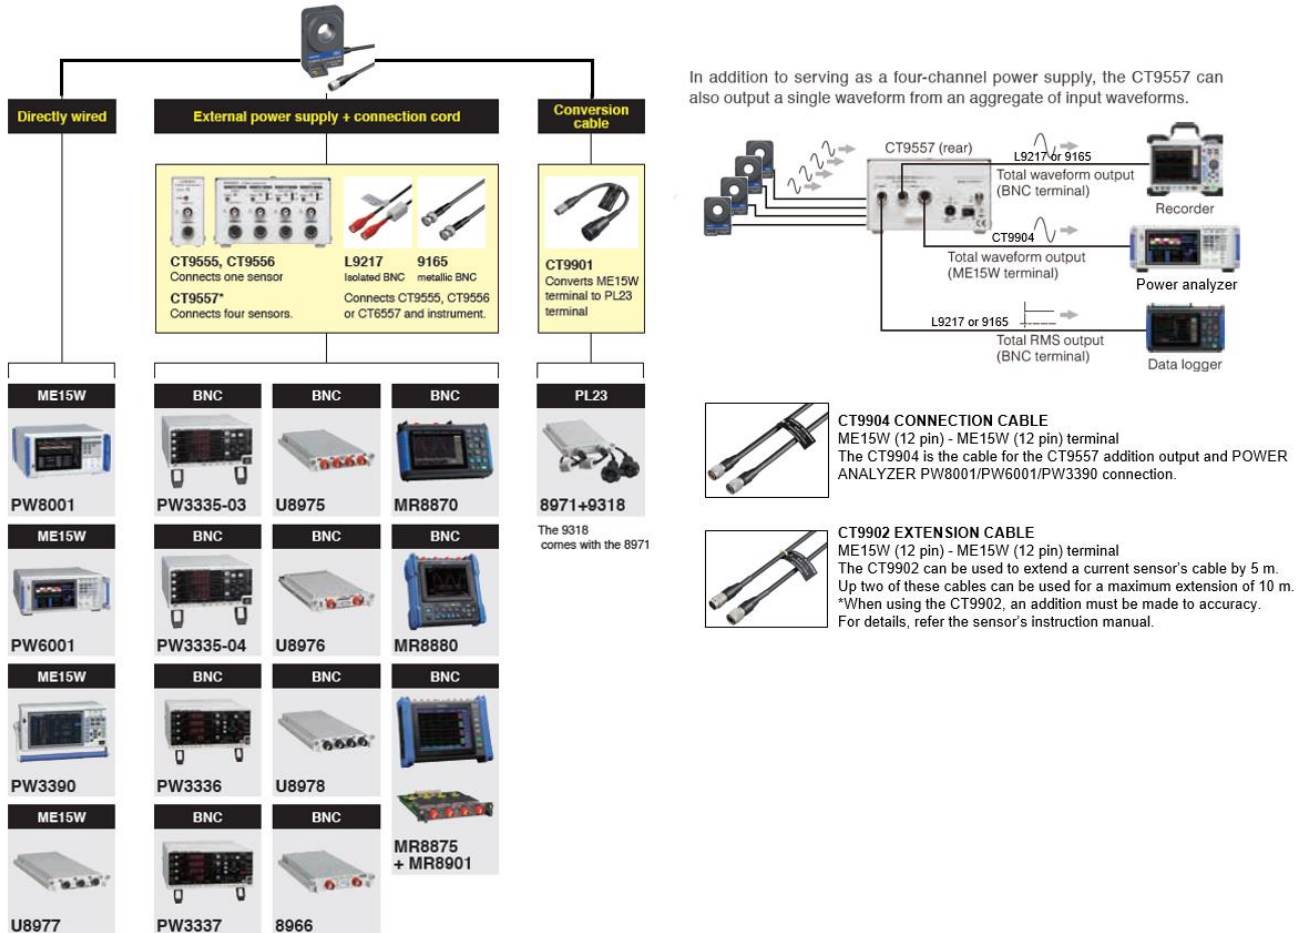 Directly wired
External power supply + connection cord
Conversion
cable
CT9555, CT9556
Connects one sensor
CT9557*
Connects four sensors.
L9217
Isolated BNC
9165
metallic BNC
Connects CT9555, CT9556
or CT6557 and instrument.
CT9901
Converts ME15W
terminal to PL23
terminal
ME15W
PW8001
ME15W
PW6001
ME15W
PW3390
ME15W
U8977
BNC
PW3335-03
BNC
PW3335-04
BNC
PW3336
BNC
PW3337
BNC
U8975
BNC
U8976
BNC
U8978
BNC
8966
BNC
MR8870
BNC
MR8880
BNC
MR8875
+ MR8901
PL23
8971+9318
The 9318
comes with the 8971
In addition to serving as a four-channel power supply, the CT9557 can
also output a single waveform from an aggregate of input waveforms.
CT9557 (rear)
L9217 or 9165
Total waveform output
(BNC terminal)
Recorder
CT9904
Total waveform output
(ME15W terminal)
Power analyzer
L9217 or 9165
Total RMS output
(BNC terminal)
Data logger
CT9904 CONNECTION CABLE
ME15W (12 pin) - ME15W (12 pin) terminal
The CT9904 is the cable for the CT9557 addition output and POWER
ANALYZER PW8001/PW6001/PW3390 connection.
CT9902 EXTENSION CABLE
ME15W (12 pin) - ME15W (12 pin) terminal
The CT9902 can be used to extend a current sensor's cable by 5 m.
Up two of these cables can be used for a maximum extension of 10 m.
*When using the CT9902, an addition must be made to accuracy.
For details, refer the sensor's instruction manual.